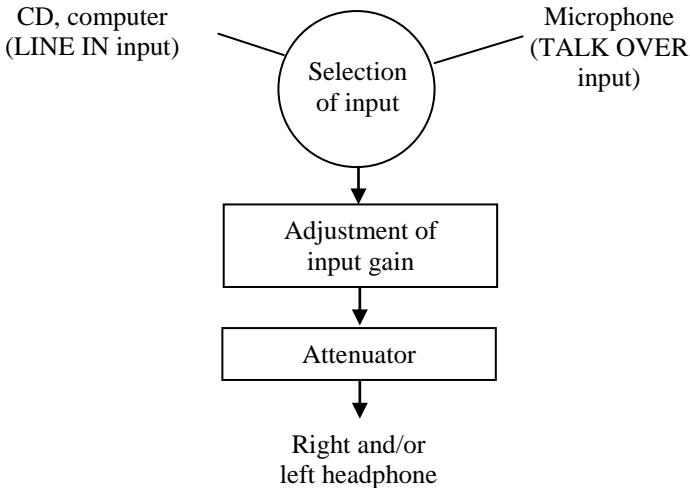 CD, computer
(LINE IN input)
Microphone
(TALK OVER
input)
Selection
of input
Adjustment of
input gain
Attenuator
Right and/or
left headphone